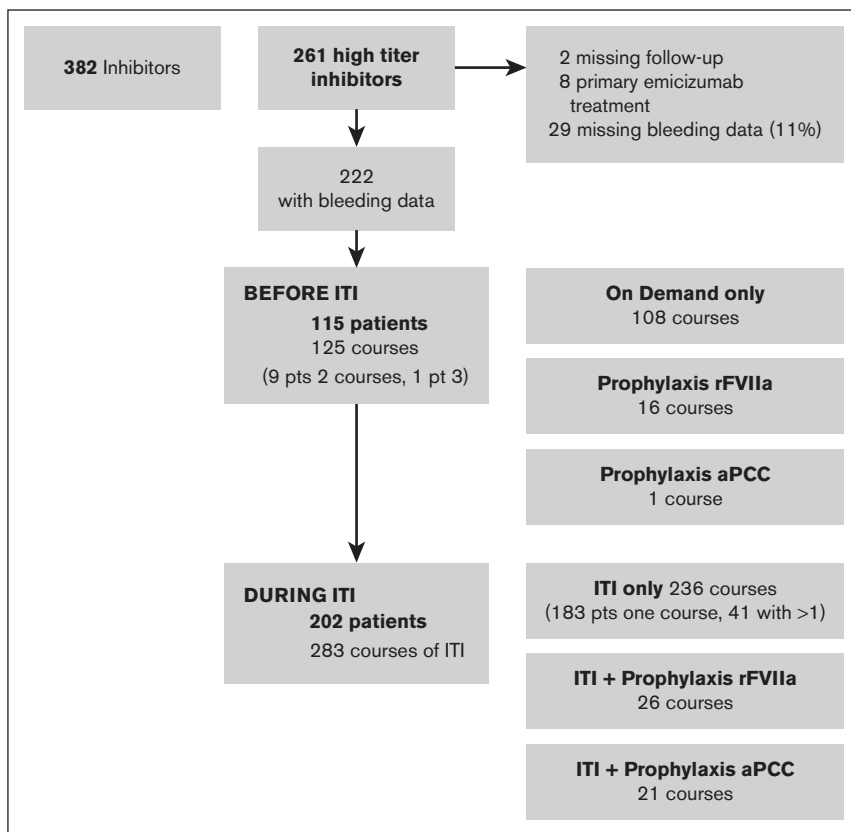 382 Inhibitors
261 high titer
inhibitors
2 missing follow-up
8 primary emicizumab
treatment
29 missing bleeding data (11%)
222
with bleeding data
BEFORE ITI
115 patients
125 courses
(9 pts 2 courses, 1 pt 3)
On Demand only
108 courses
Prophylaxis rFVIIa
16 courses
Prophylaxis aPCC
1 course
DURING ITI
202 patients
283 courses of ITI
ITI only 236 courses
(183 pts one course, 41 with >1)
ITI + Prophylaxis rFVIIa
26 courses
ITI + Prophylaxis aPCC
21 courses